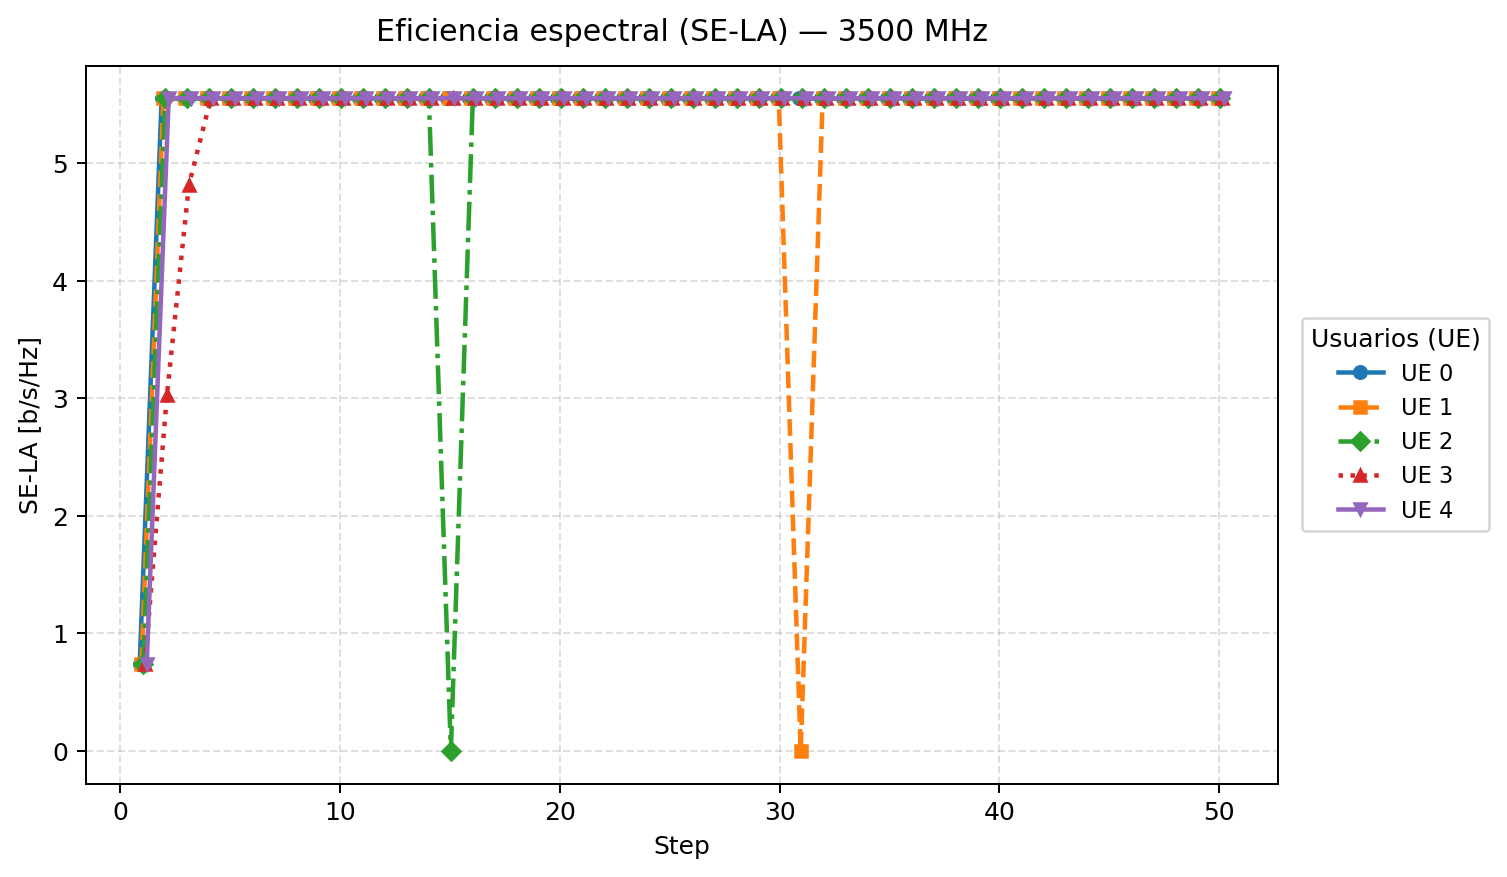 Eficiencia espectral (SE-LA) — 3500 MHz
SE-LA [b/s/Hz]
5
4
3
2
1
0
0 10 20 30 40 50
Step
Usuarios (UE)
UE 0
UE 1
UE 2
UE 3
UE 4